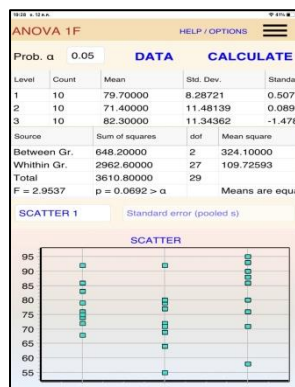 19:38 s. 12 a.m. 81%
ANOVA 1F HELP / OPTIONS
Prob. α 0.05 DATA CALCULATE
Level Count Mean Std. Dev. Standa
1 10 79.70000 8.28721 0.507
2 10 71.40000 11.48139 0.089
3 10 82.30000 11.34362 -1.478
Source Sum of squares dof Mean square
Between Gr. 648.20000 2 324.10000
Whithin Gr. 2962.60000 27 109.72593
Total 3610.80000 29
F = 2.9537 p = 0.0692 > α Means are equa
SCATTER 1 Standard error (pooled s)
SCATTER
95
90
85
80
75
70
65
60
55